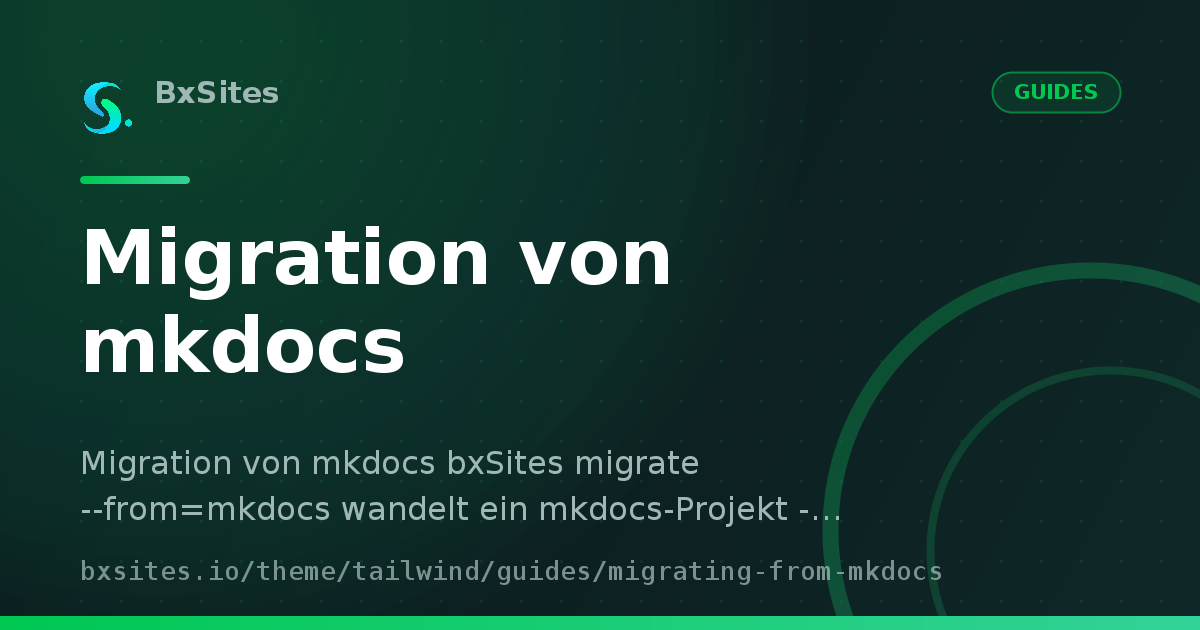 BxSites
GUIDES
Migration von
mkdocs
Migration von mkdocs bxSites migrate
--from=mkdocs wandelt ein mkdocs-Projekt -…
bxsites.io/theme/tailwind/guides/migrating-from-mkdocs